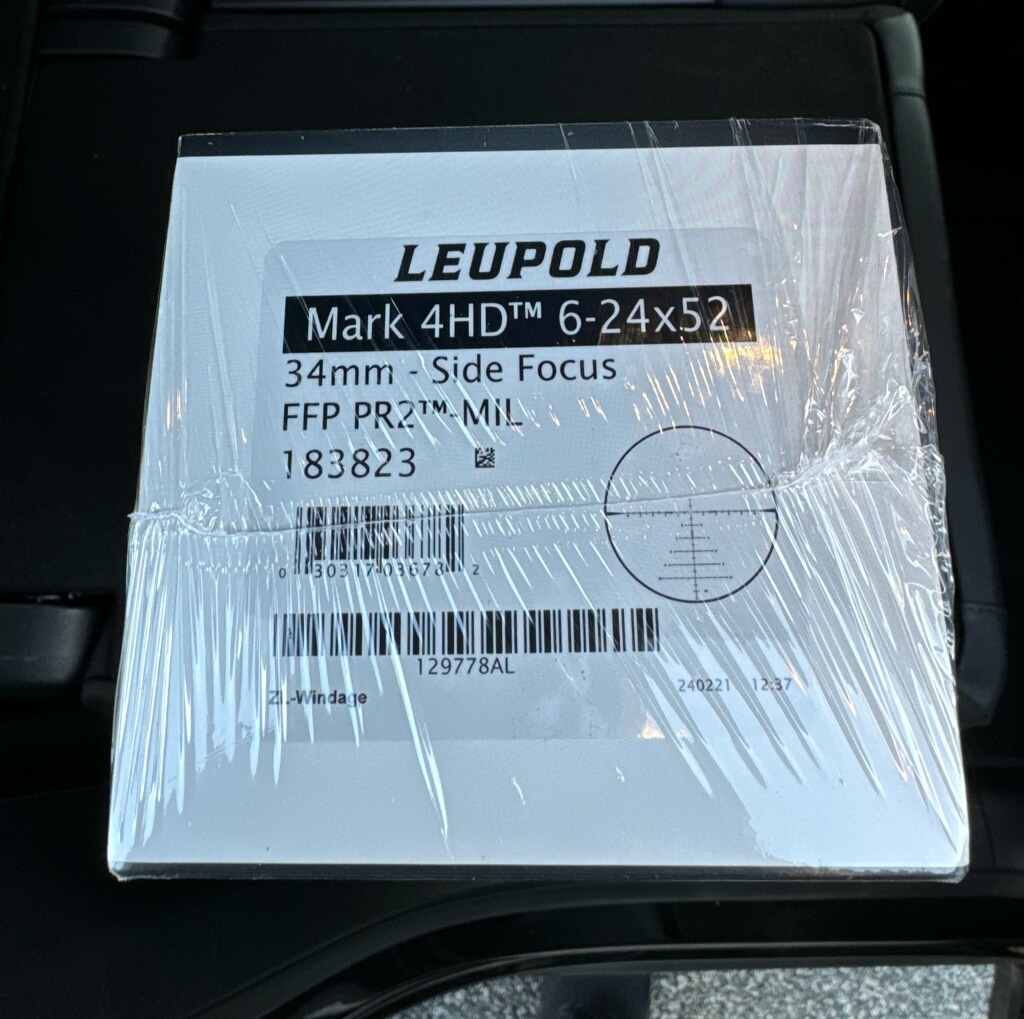 LEUPOLD
Mark 4HD™ 6-24x52
34mm - Side Focus
FFP PR2™-MIL
183823
0 30317 03678 2
129778AL
ZL-Windage
240221 12:37